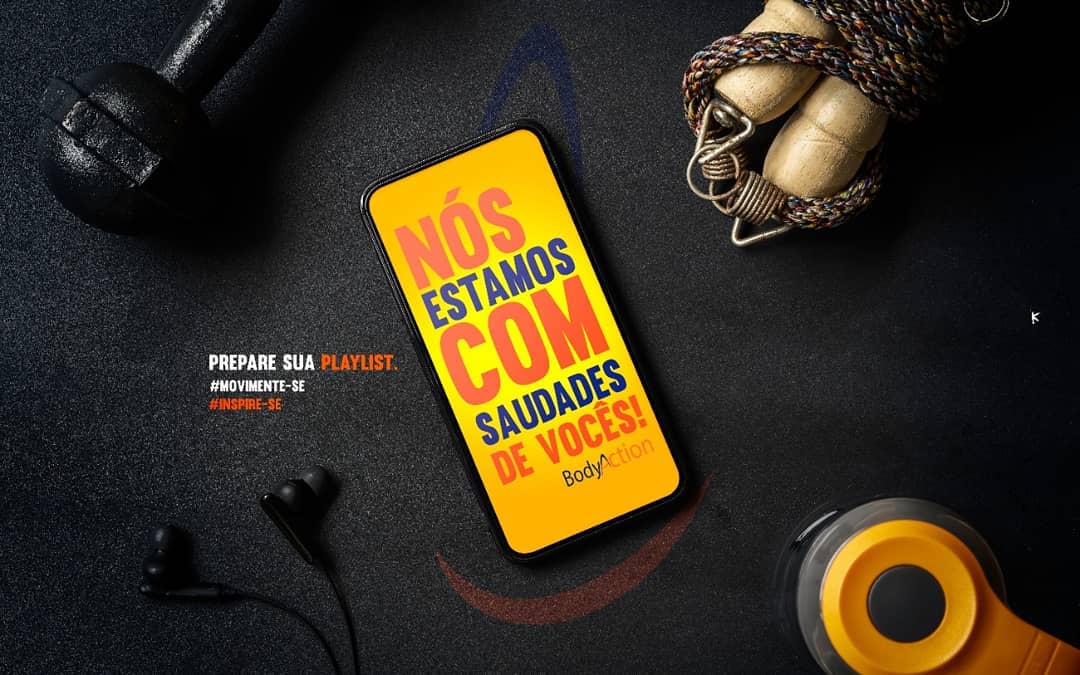 NÓS
ESTAMOS
COM
SAUDADES
DE VOCÊS!
BodyAction
PREPARE SUA PLAYLIST.
#MOVIMENTE-SE
#INSPIRE-SE
K